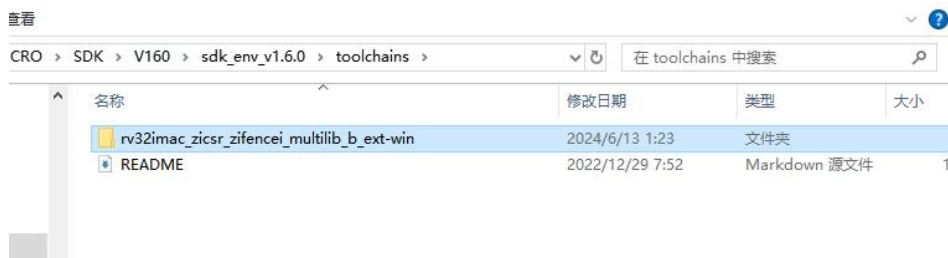 查看
CRO > SDK > V160 > sdk_env_v1.6.0 > toolchains >
在 toolchains 中搜索
名称 修改日期 类型 大小
rv32imac_zicsr_zifencei_multilib_b_ext-win 2024/6/13 1:23 文件夹
README 2022/12/29 7:52 Markdown 源文件 1